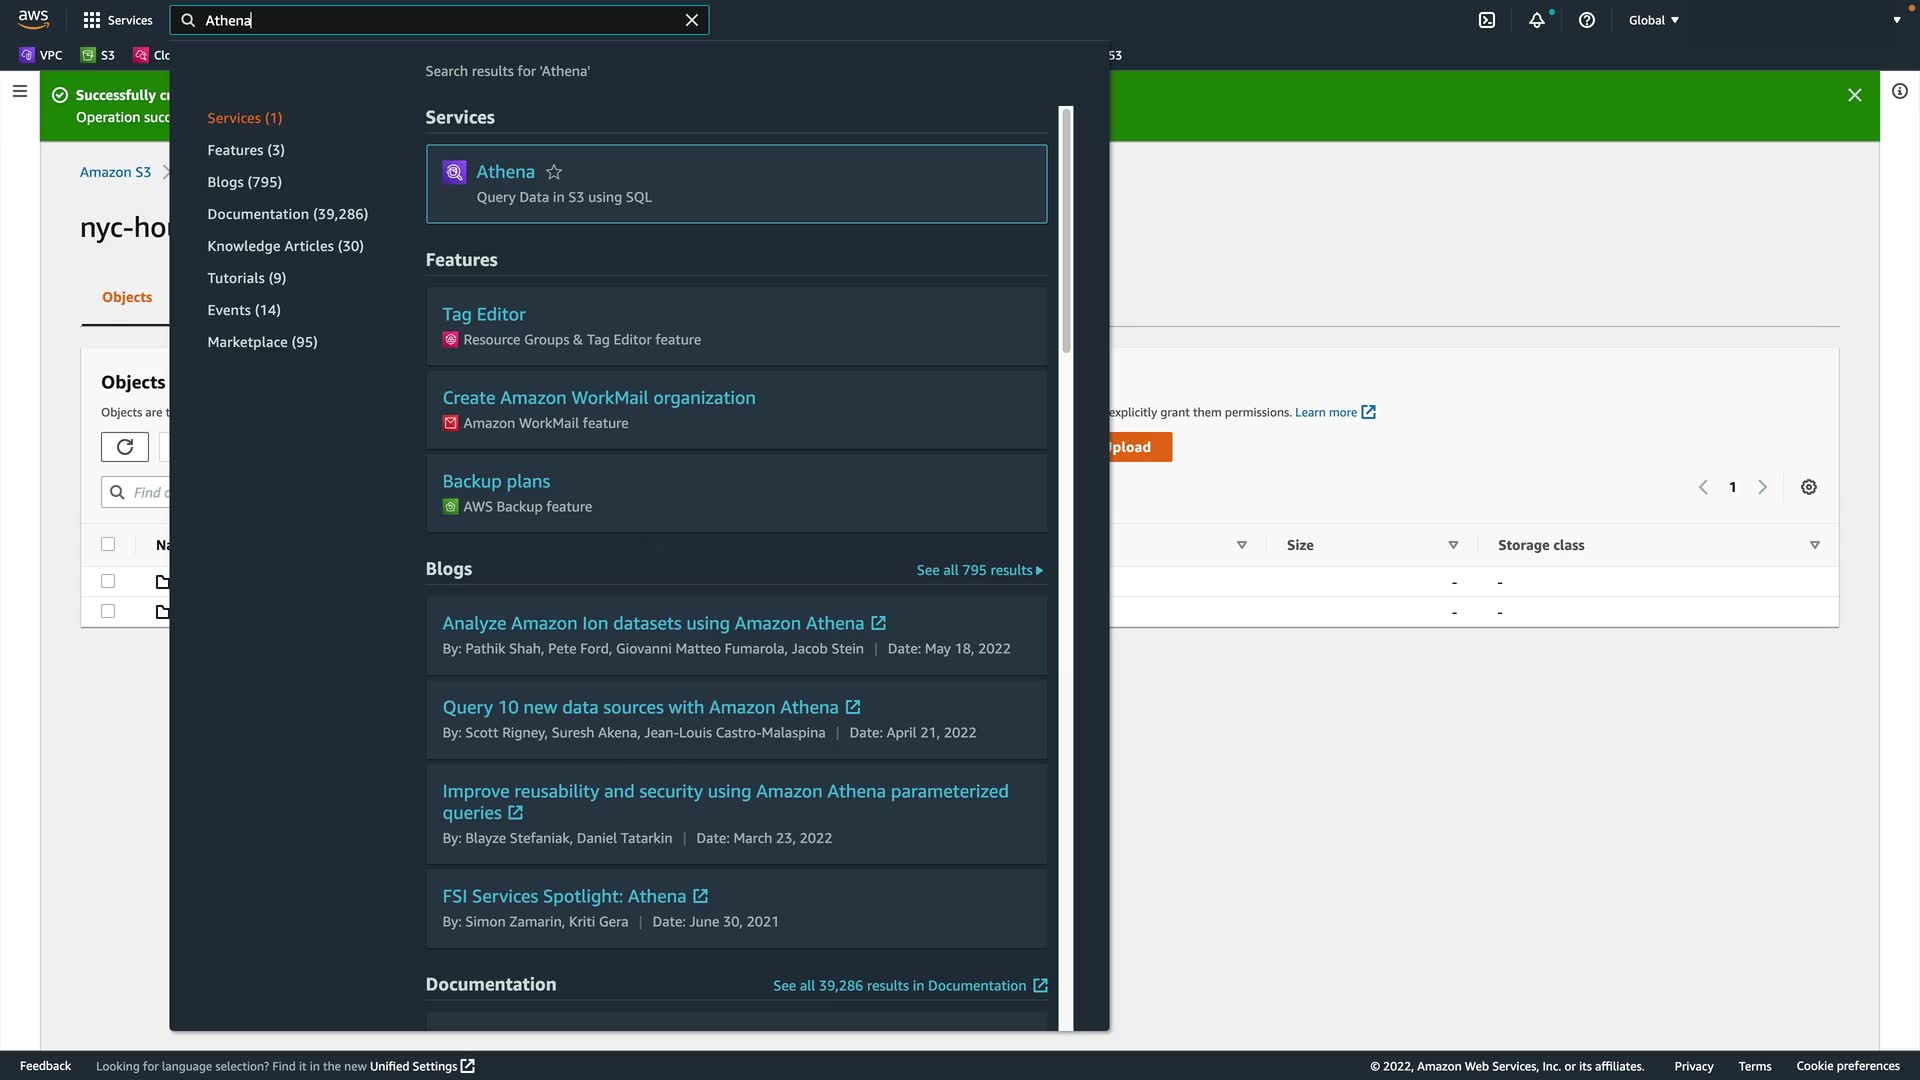 aws
Services
Athena
Global
VPC
S3
53
Search results for 'Athena'
Successfully
Operation
Services (1)
Features (3)
Blogs (795)
Documentation (39,286)
Knowledge Articles (30)
Tutorials (9)
Events (14)
Marketplace (95)
Services
Athena
Query Data in S3 using SQL
Features
Tag Editor
Resource Groups & Tag Editor feature
Create Amazon WorkMail organization
Amazon WorkMail feature
Backup plans
AWS Backup feature
Blogs
See all 795 results
Analyze Amazon Ion datasets using Amazon Athena
By: Pathik Shah, Pete Ford, Giovanni Matteo Fumarola, Jacob Stein | Date: May 18, 2022
Query 10 new data sources with Amazon Athena
By: Scott Rigney, Suresh Akena, Jean-Louis Castro-Malaspina | Date: April 21, 2022
Improve reusability and security using Amazon Athena parameterized
queries
By: Blayze Stefaniak, Daniel Tatarkin | Date: March 23, 2022
FSI Services Spotlight: Athena
By: Simon Zamarin, Kriti Gera | Date: June 30, 2021
Documentation
See all 39,286 results in Documentation
Amazon S3
Objects
Objects
Objects are
explicitly grant them permissions. Learn more
pload
Find
1
Size
Storage class
- -
- -
Feedback
Looking for language selection? Find it in the new Unified Settings
© 2022, Amazon Web Services, Inc. or its affiliates.
Privacy
Terms
Cookie preferences